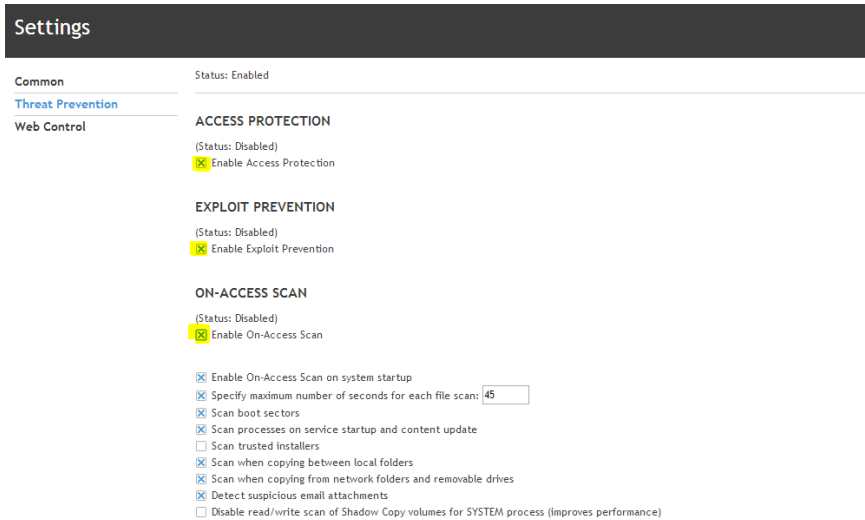 Settings
Common
Threat Prevention
Web Control
Status: Enabled
ACCESS PROTECTION
(Status: Disabled)
Enable Access Protection
EXPLOIT PREVENTION
(Status: Disabled)
Enable Exploit Prevention
ON-ACCESS SCAN
(Status: Disabled)
Enable On-Access Scan
Enable On-Access Scan on system startup
Specify maximum number of seconds for each file scan: 45
Scan boot sectors
Scan processes on service startup and content update
Scan trusted installers
Scan when copying between local folders
Scan when copying from network folders and removable drives
Detect suspicious email attachments
Disable read/write scan of Shadow Copy volumes for SYSTEM process (improves performance)